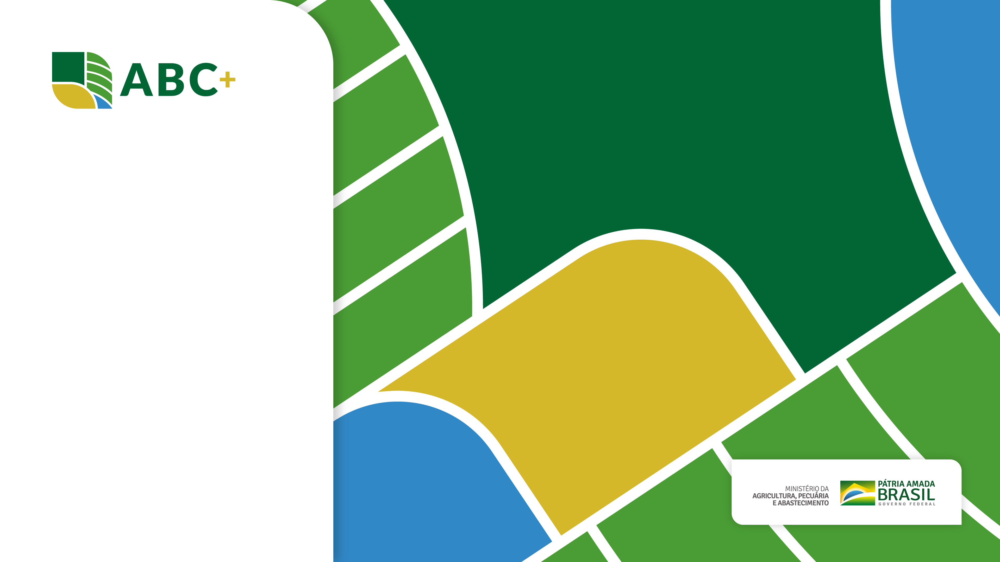 ABC+
MINISTÉRIO DA
AGRICULTURA, PECUÁRIA
E ABASTECIMENTO
PÁTRIA AMADA
BRASIL
GOVERNO FEDERAL